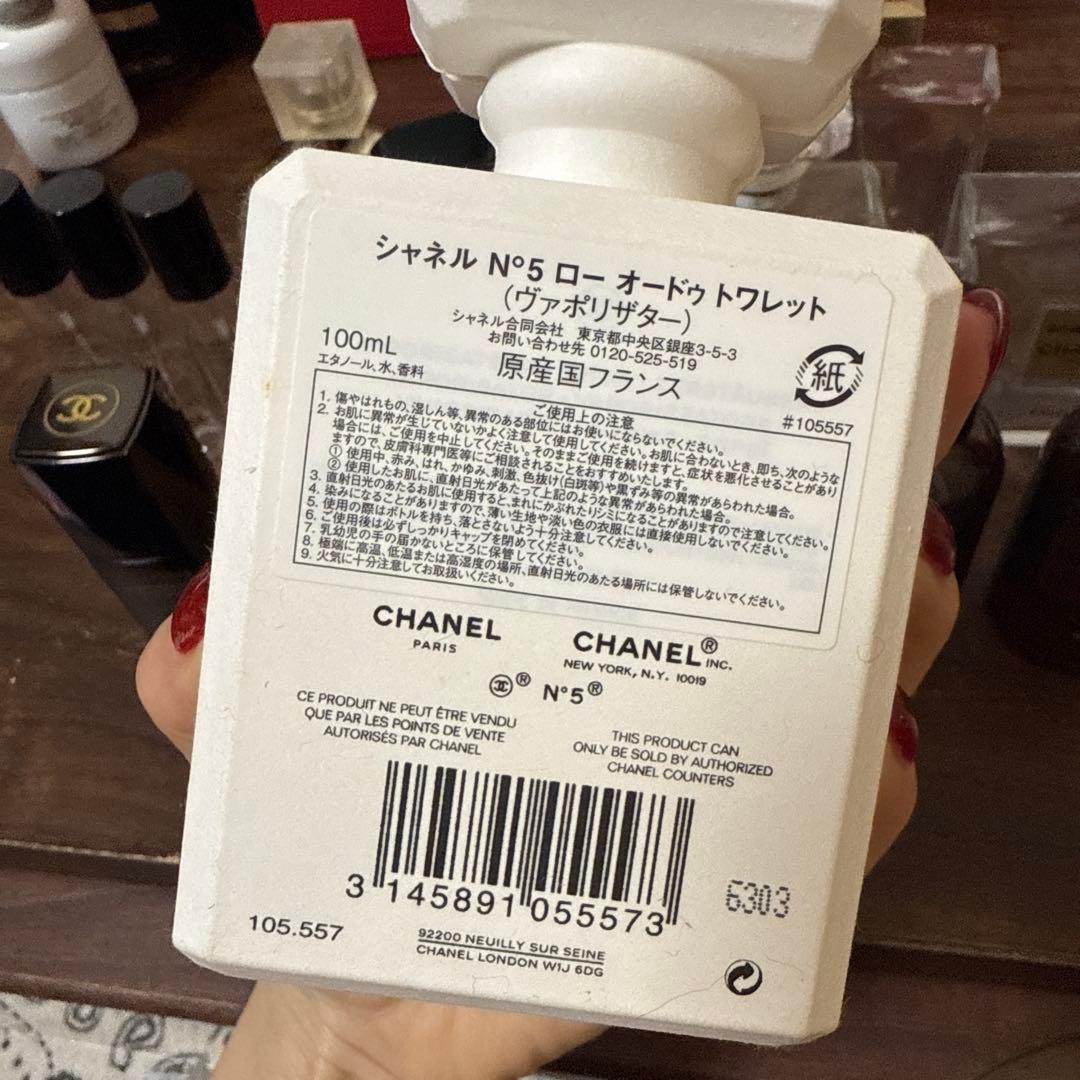 シャネル N°5 ロー オードゥ トワレット
(ヴァポリザター)
シャネル合同会社 東京都中央区銀座3-5-3
お問い合わせ先 0120-525-519
100mL
原産国フランス
紙
エタノール、水、香料
#105557
ご使用上の注意
1. 傷やはれもの、湿しん等、異常のある部位にはお使いにならないでください。
2. お肌に異常が生じていないかよく注意して使用してください。お肌に合わないとき、即ち、次のような
場合には、ご使用を中止してください。そのままご使用を続けますと、症状を悪化させることがあり
ますので、皮膚科専門医等にご相談されることをおすすめいたします。
① 使用中、赤み、はれ、かゆみ、刺激、色抜け(白斑等)や黒ずみ等の異常があらわれた場合。
② 使用したお肌に、直射日光があたって上記のような異常があらわれた場合。
3. 直射日光のあたるお肌に使用すると、まれにかぶれたりシミになることがありますので注意してください。
4. 染みになることがありますので、薄い生地や淡い色の衣服には直接使用しないでください。
5. 使用の際はボトルを持ち、落とさないよう十分注意してください。
6. ご使用後は必ずしっかりキャップを閉めてください。
7. 乳幼児の手の届かないところに保管してください。
8. 極端に高温、低温または高湿度の場所、直射日光のあたる場所には保管しないでください。
9. 火気に十分注意してお取扱いください。
CHANEL
PARIS
CHANEL® INC.
NEW YORK, N.Y. 10019
® N°5®
CE PRODUIT NE PEUT ÊTRE VENDU
QUE PAR LES POINTS DE VENTE
AUTORISÉS PAR CHANEL
THIS PRODUCT CAN
ONLY BE SOLD BY AUTHORIZED
CHANEL COUNTERS
3 145891 055573
6303
105.557
92200 NEUILLY SUR SEINE
CHANEL LONDON W1J 6DG